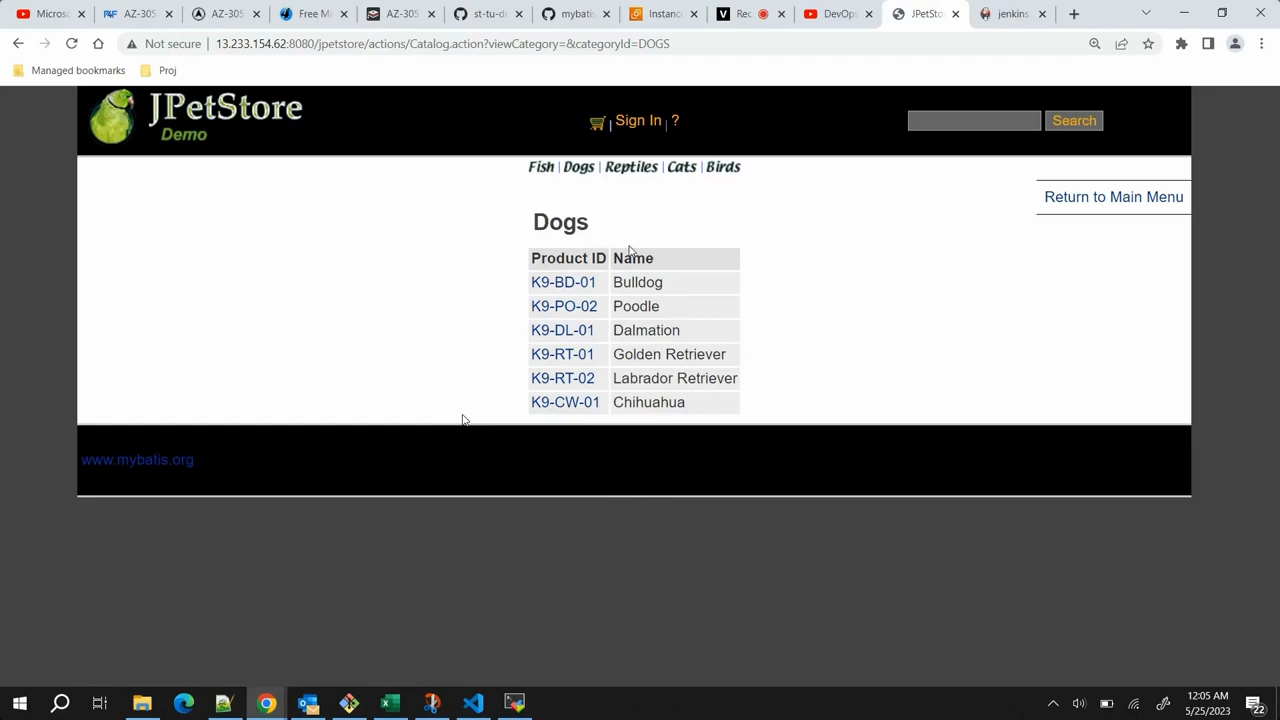 Microso
AZ-305
AZ-305
Free M
AZ-305
st-tu-d
mybatis
Instanc
Rec
DevOp
JPetSto
jenkins
Not secure
13.233.154.62:8080/jpetstore/actions/Catalog.action?viewCategory=&categoryId=DOGS
Managed bookmarks
Proj
JPetStore
Demo
Sign In | ?
Search
Fish | Dogs | Reptiles | Cats | Birds
Return to Main Menu
Dogs
Product ID Name
K9-BD-01 Bulldog
K9-PO-02 Poodle
K9-DL-01 Dalmation
K9-RT-01 Golden Retriever
K9-RT-02 Labrador Retriever
K9-CW-01 Chihuahua
www.mybatis.org
12:05 AM
5/25/2023
22